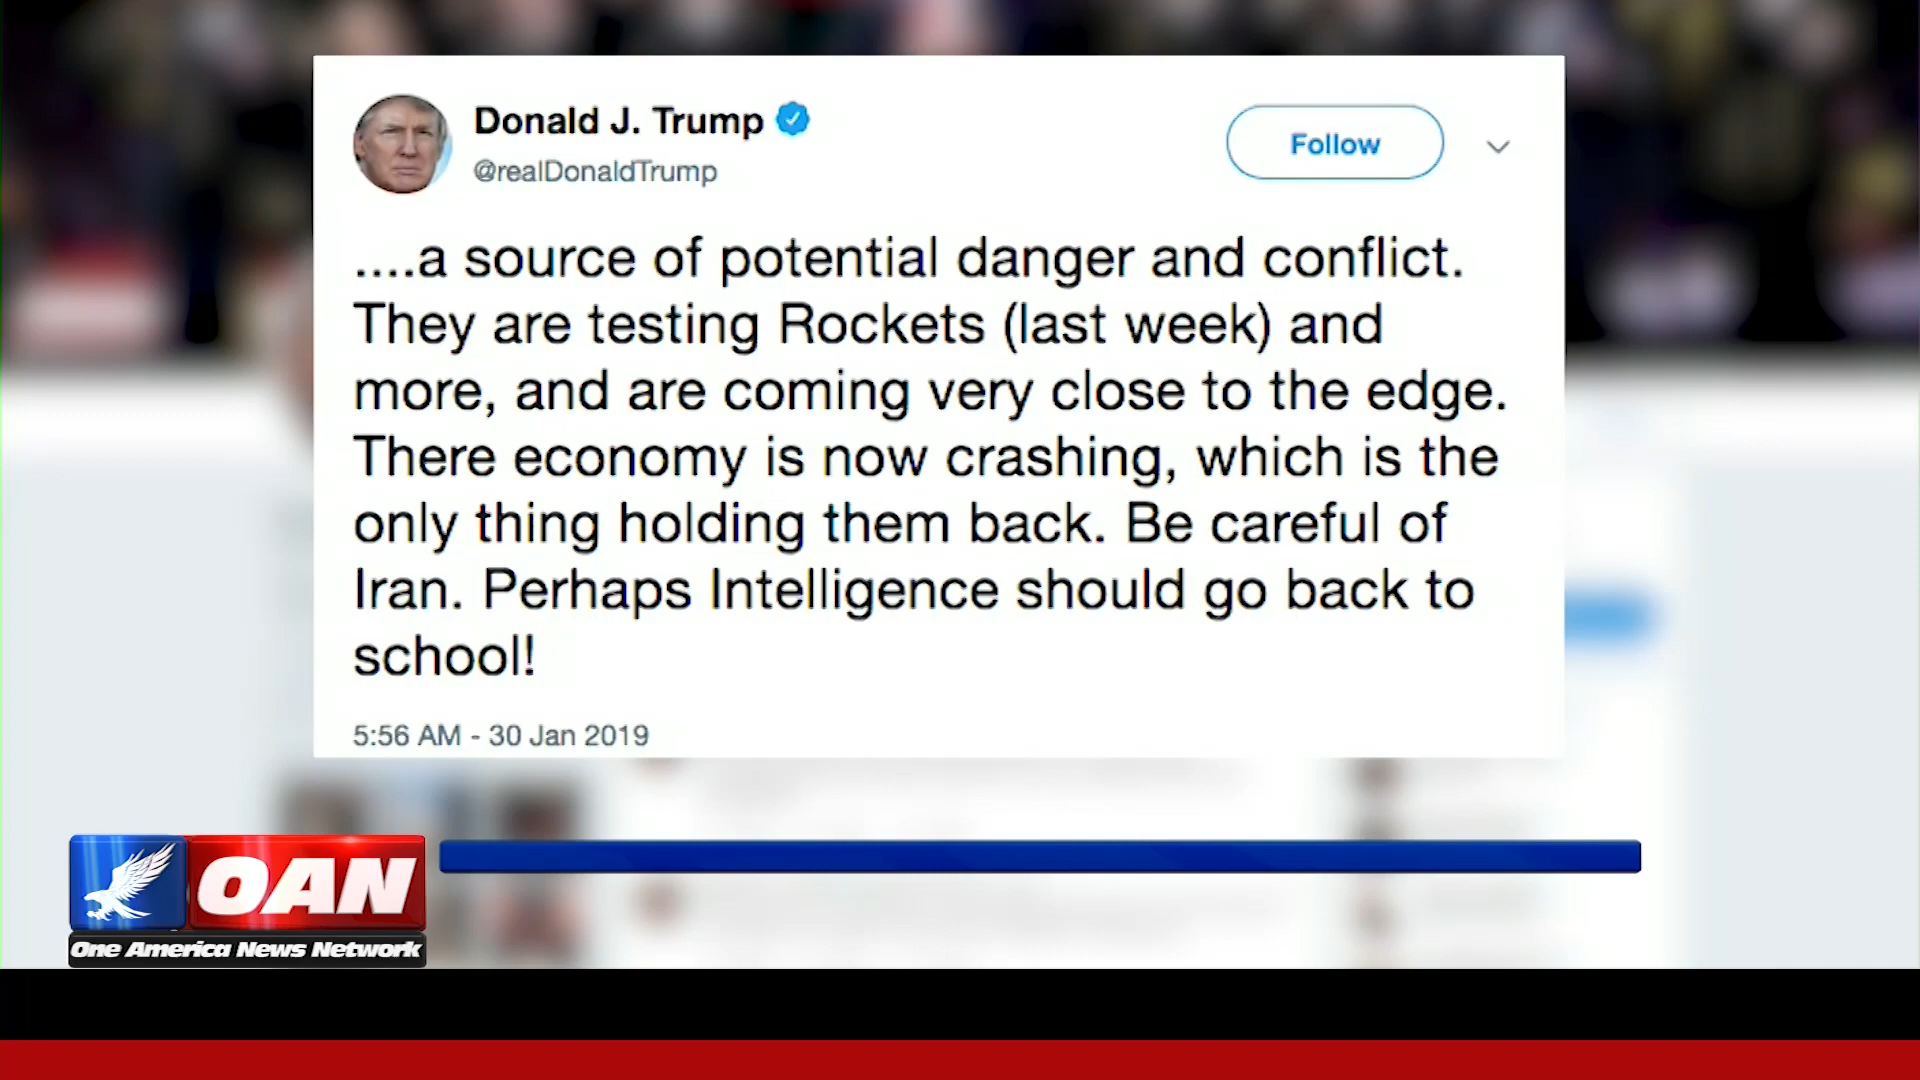 Donald J. Trump
@realDonaldTrump
Follow
....a source of potential danger and conflict.
They are testing Rockets (last week) and
more, and are coming very close to the edge.
There economy is now crashing, which is the
only thing holding them back. Be careful of
Iran. Perhaps Intelligence should go back to
school!
5:56 AM - 30 Jan 2019
OAN
One America News Network